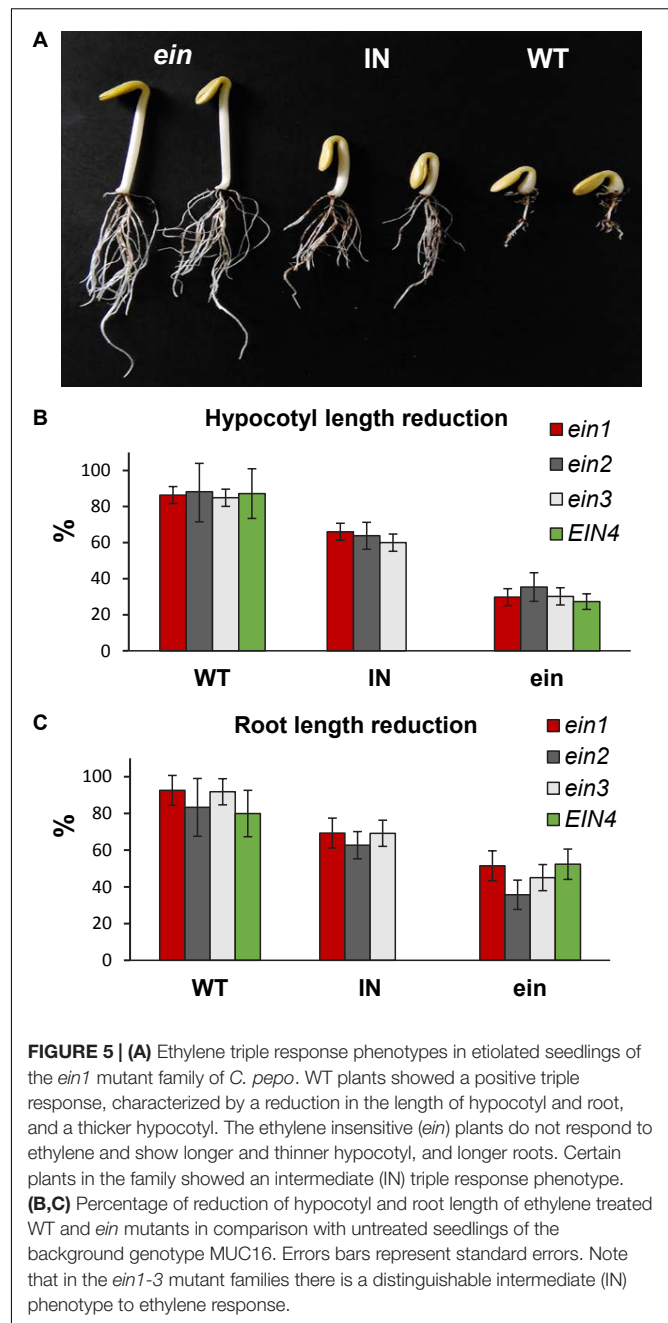 A
ein IN WT
B
Hypocotyl length reduction
ein1
ein2
ein3
EIN4
%
100
80
60
40
20
0
WT IN ein
C
Root length reduction
ein1
ein2
ein3
EIN4
%
100
80
60
40
20
0
WT IN ein
FIGURE 5 | (A) Ethylene triple response phenotypes in etiolated seedlings of
the ein1 mutant family of C. pepo. WT plants showed a positive triple
response, characterized by a reduction in the length of hypocotyl and root,
and a thicker hypocotyl. The ethylene insensitive (ein) plants do not respond to
ethylene and show longer and thinner hypocotyl, and longer roots. Certain
plants in the family showed an intermediate (IN) triple response phenotype.
(B,C) Percentage of reduction of hypocotyl and root length of ethylene treated
WT and ein mutants in comparison with untreated seedlings of the
background genotype MUC16. Errors bars represent standard errors. Note
that in the ein1-3 mutant families there is a distinguishable intermediate (IN)
phenotype to ethylene response.